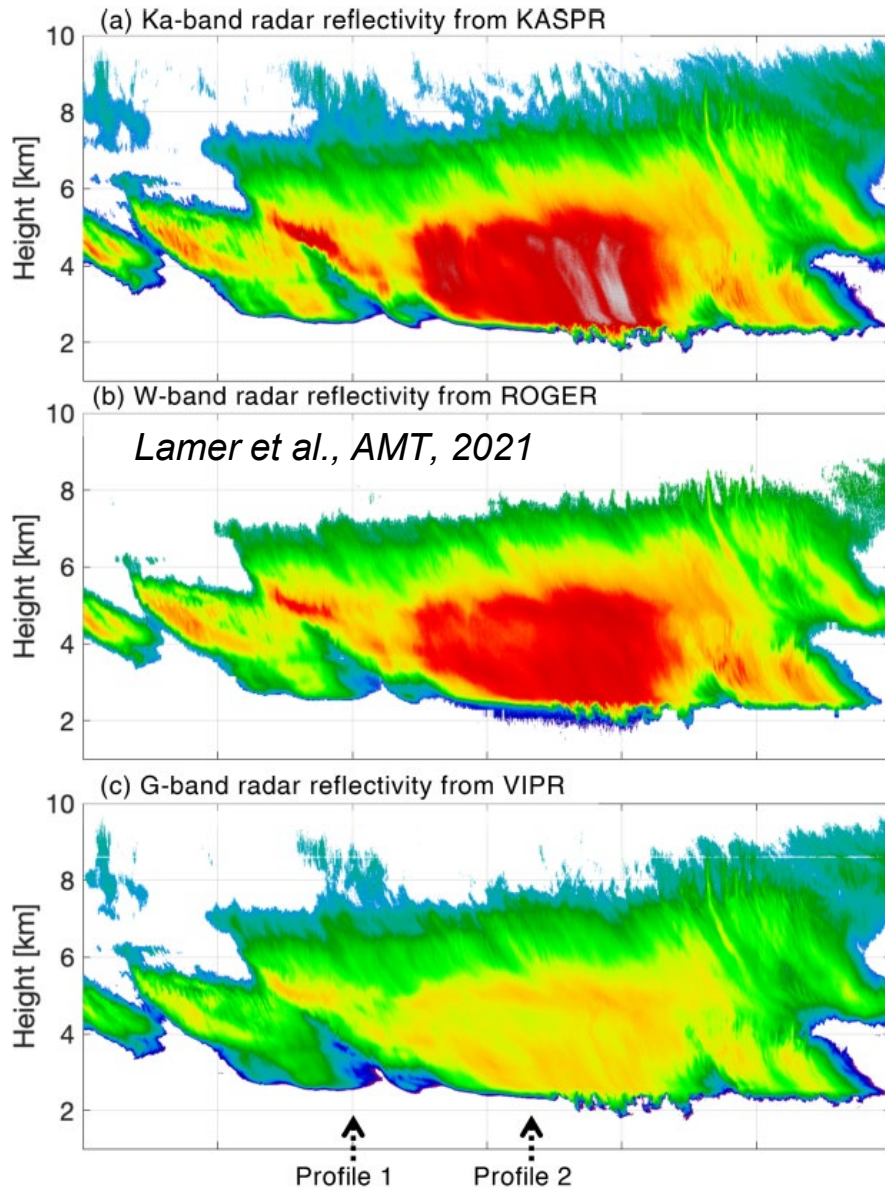 (a) Ka-band radar reflectivity from KASPR
10
8
6
4
2
Height [km]
(b) W-band radar reflectivity from ROGER
10
Lamer et al., AMT, 2021
8
6
4
2
Height [km]
(c) G-band radar reflectivity from VIPR
10
8
6
4
2
Height [km]
Profile 1 Profile 2